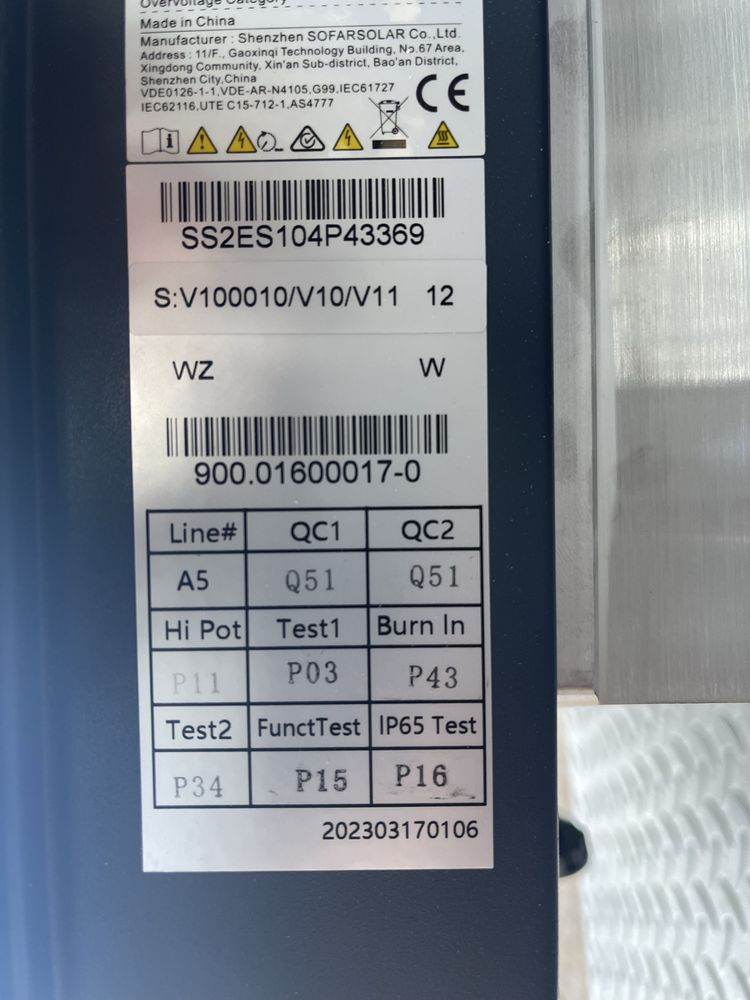 Overvoltage Category
Made in China
Manufacturer : Shenzhen SOFARSOLAR Co.,Ltd.
Address : 11/F., Gaoxinqi Technology Building, No.67 Area,
Xingdong Community, Xin'an Sub-district, Bao'an District,
Shenzhen City,China
VDE0126-1-1,VDE-AR-N4105,G99,IEC61727
IEC62116,UTE C15-712-1,AS4777
CE
SS2ES104P43369
S:V100010/V10/V11 12
WZ W
900.01600017-0
Line# QC1 QC2
A5 Q51 Q51
Hi Pot Test1 Burn In
P11 P03 P43
Test2 FunctTest IP65 Test
P34 P15 P16
202303170106